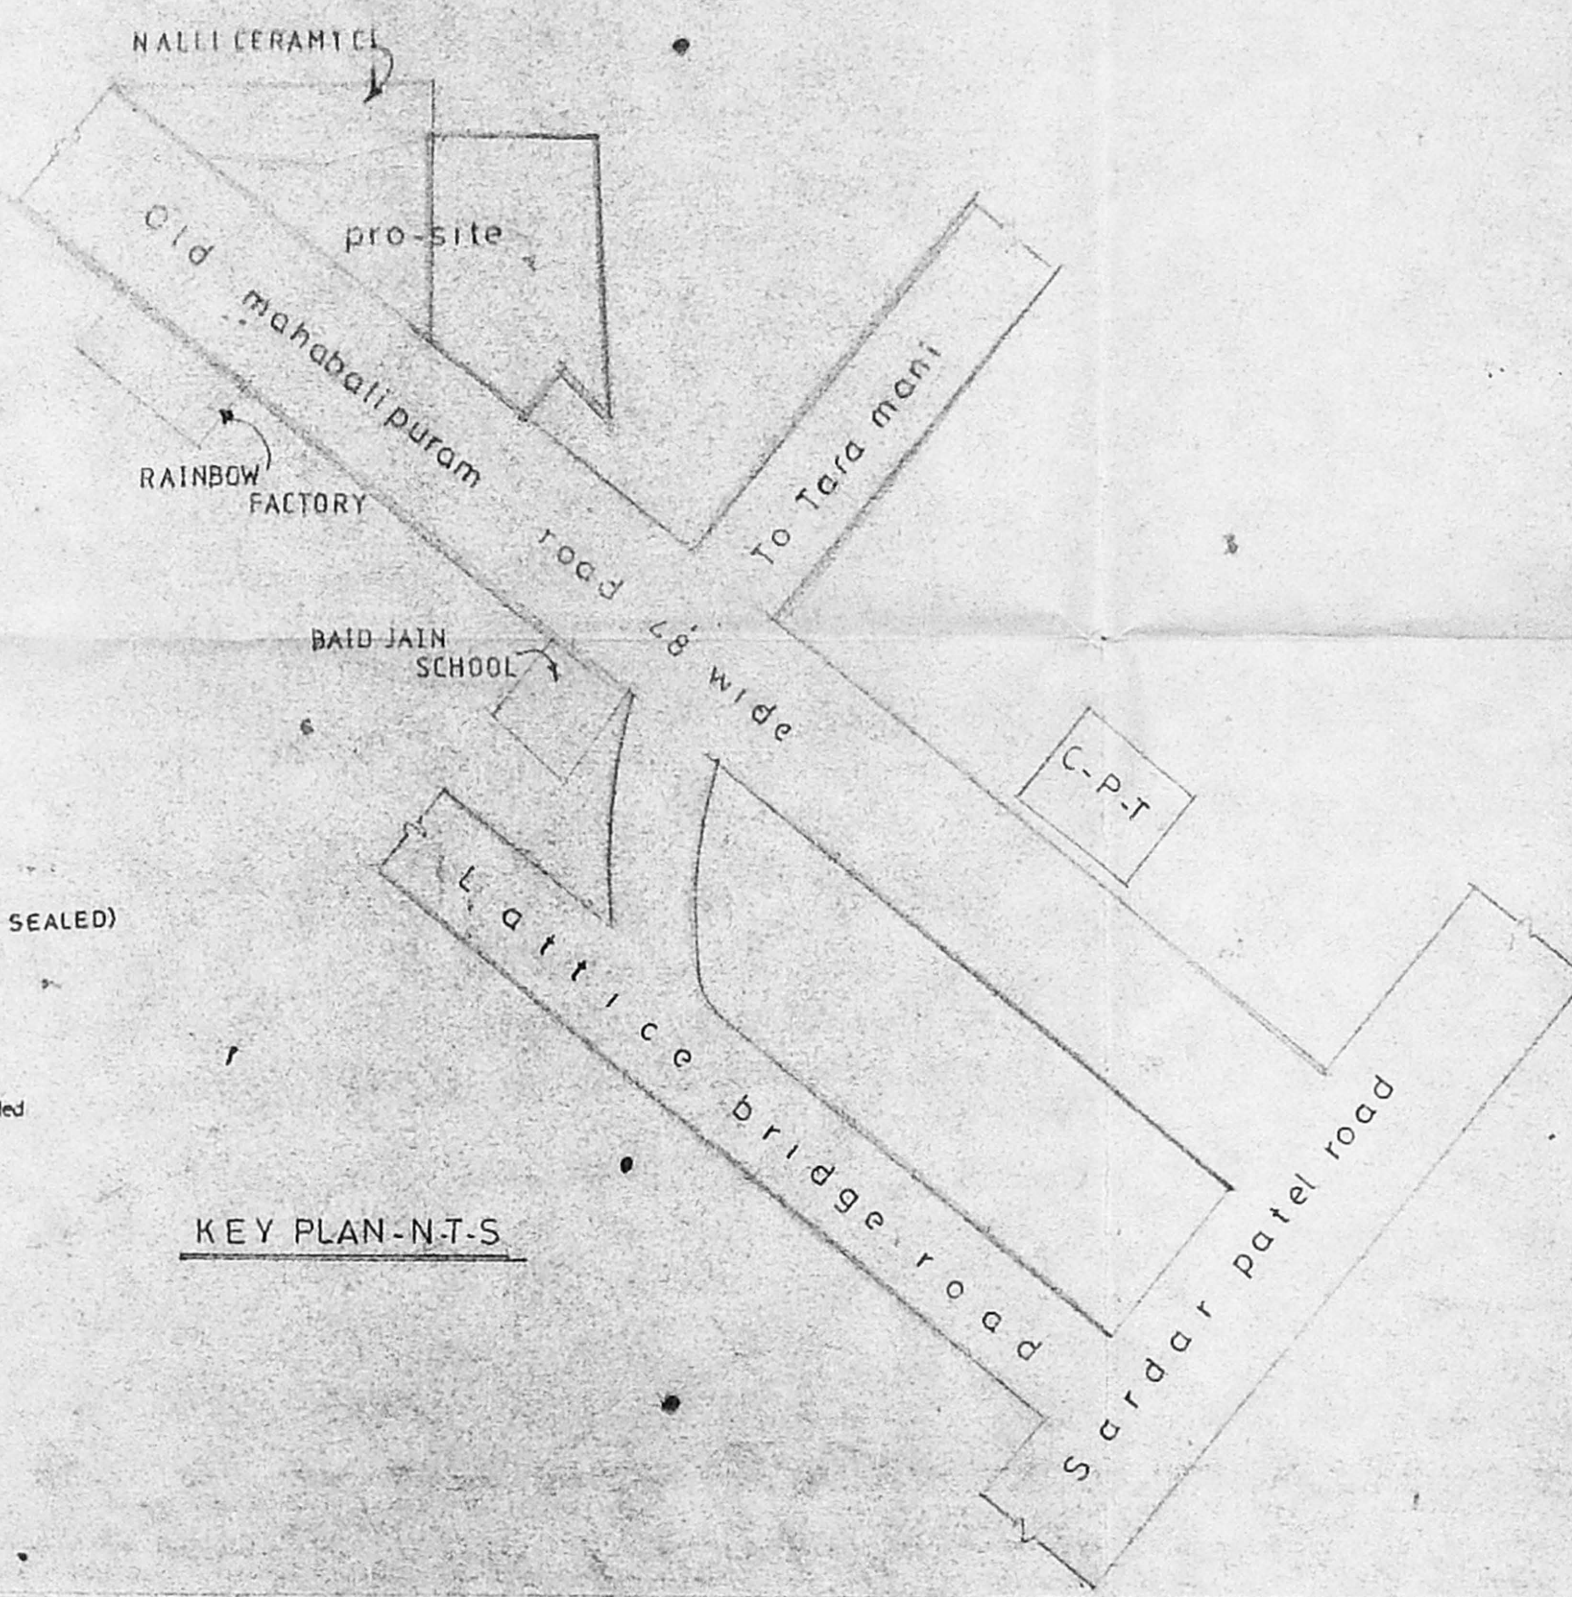 NALLI CERAMICS
pro-site
Old mahabalipuram road wide
To Tara mani
RAINBOW
FACTORY
BAID JAIN
SCHOOL
C-P-T
SEALED)
Lattice bridge road
Sardar patel road
KEY PLAN-N-T-S